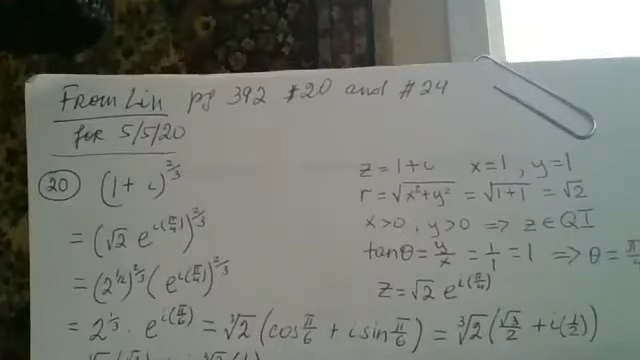 From Lin pg 392 #20 and #24
for 5/5/20
20 (1 + i)^{2/3}
= (√2 e^{i(π/4)})^{2/3}
= (2^{1/2})^{2/3} (e^{i(π/4)})^{2/3}
= 2^{1/3} · e^{i(π/6)} = ∛2 (cos π/6 + i sin π/6) = ∛2 (√3/2 + i(1/2))
z = 1 + i x = 1, y = 1
r = √(x²+y²) = √(1+1) = √2
x>0, y>0 ⇒ z ∈ QI
tanθ = y/x = 1/1 = 1 ⇒ θ = π/4
z = √2 e^{i(π/4)}